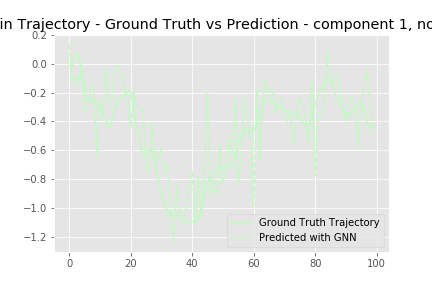 in Trajectory - Ground Truth vs Prediction - component 1, no
0.2
0.0
−0.2
−0.4
−0.6
−0.8
−1.0
−1.2
Ground Truth Trajectory
Predicted with GNN
0 20 40 60 80 100